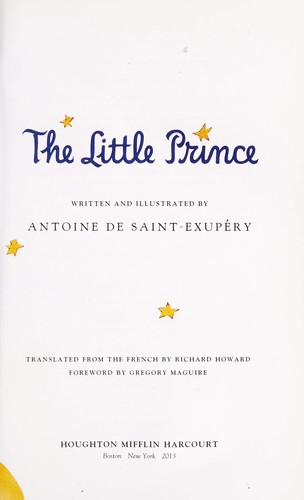 The Little Prince
WRITTEN AND ILLUSTRATED BY
ANTOINE DE SAINT-EXUPÉRY
TRANSLATED FROM THE FRENCH BY RICHARD HOWARD
FOREWORD BY GREGORY MAGUIRE
HOUGHTON MIFFLIN HARCOURT
Boston New York 2013